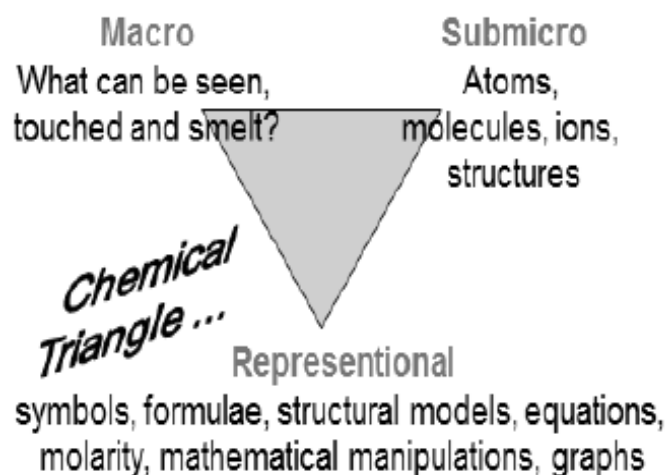 Macro
What can be seen,
touched and smelt?
Submicro
Atoms,
molecules, ions,
structures
Chemical
Triangle ...
Representional
symbols, formulae, structural models, equations,
molarity, mathematical manipulations, graphs